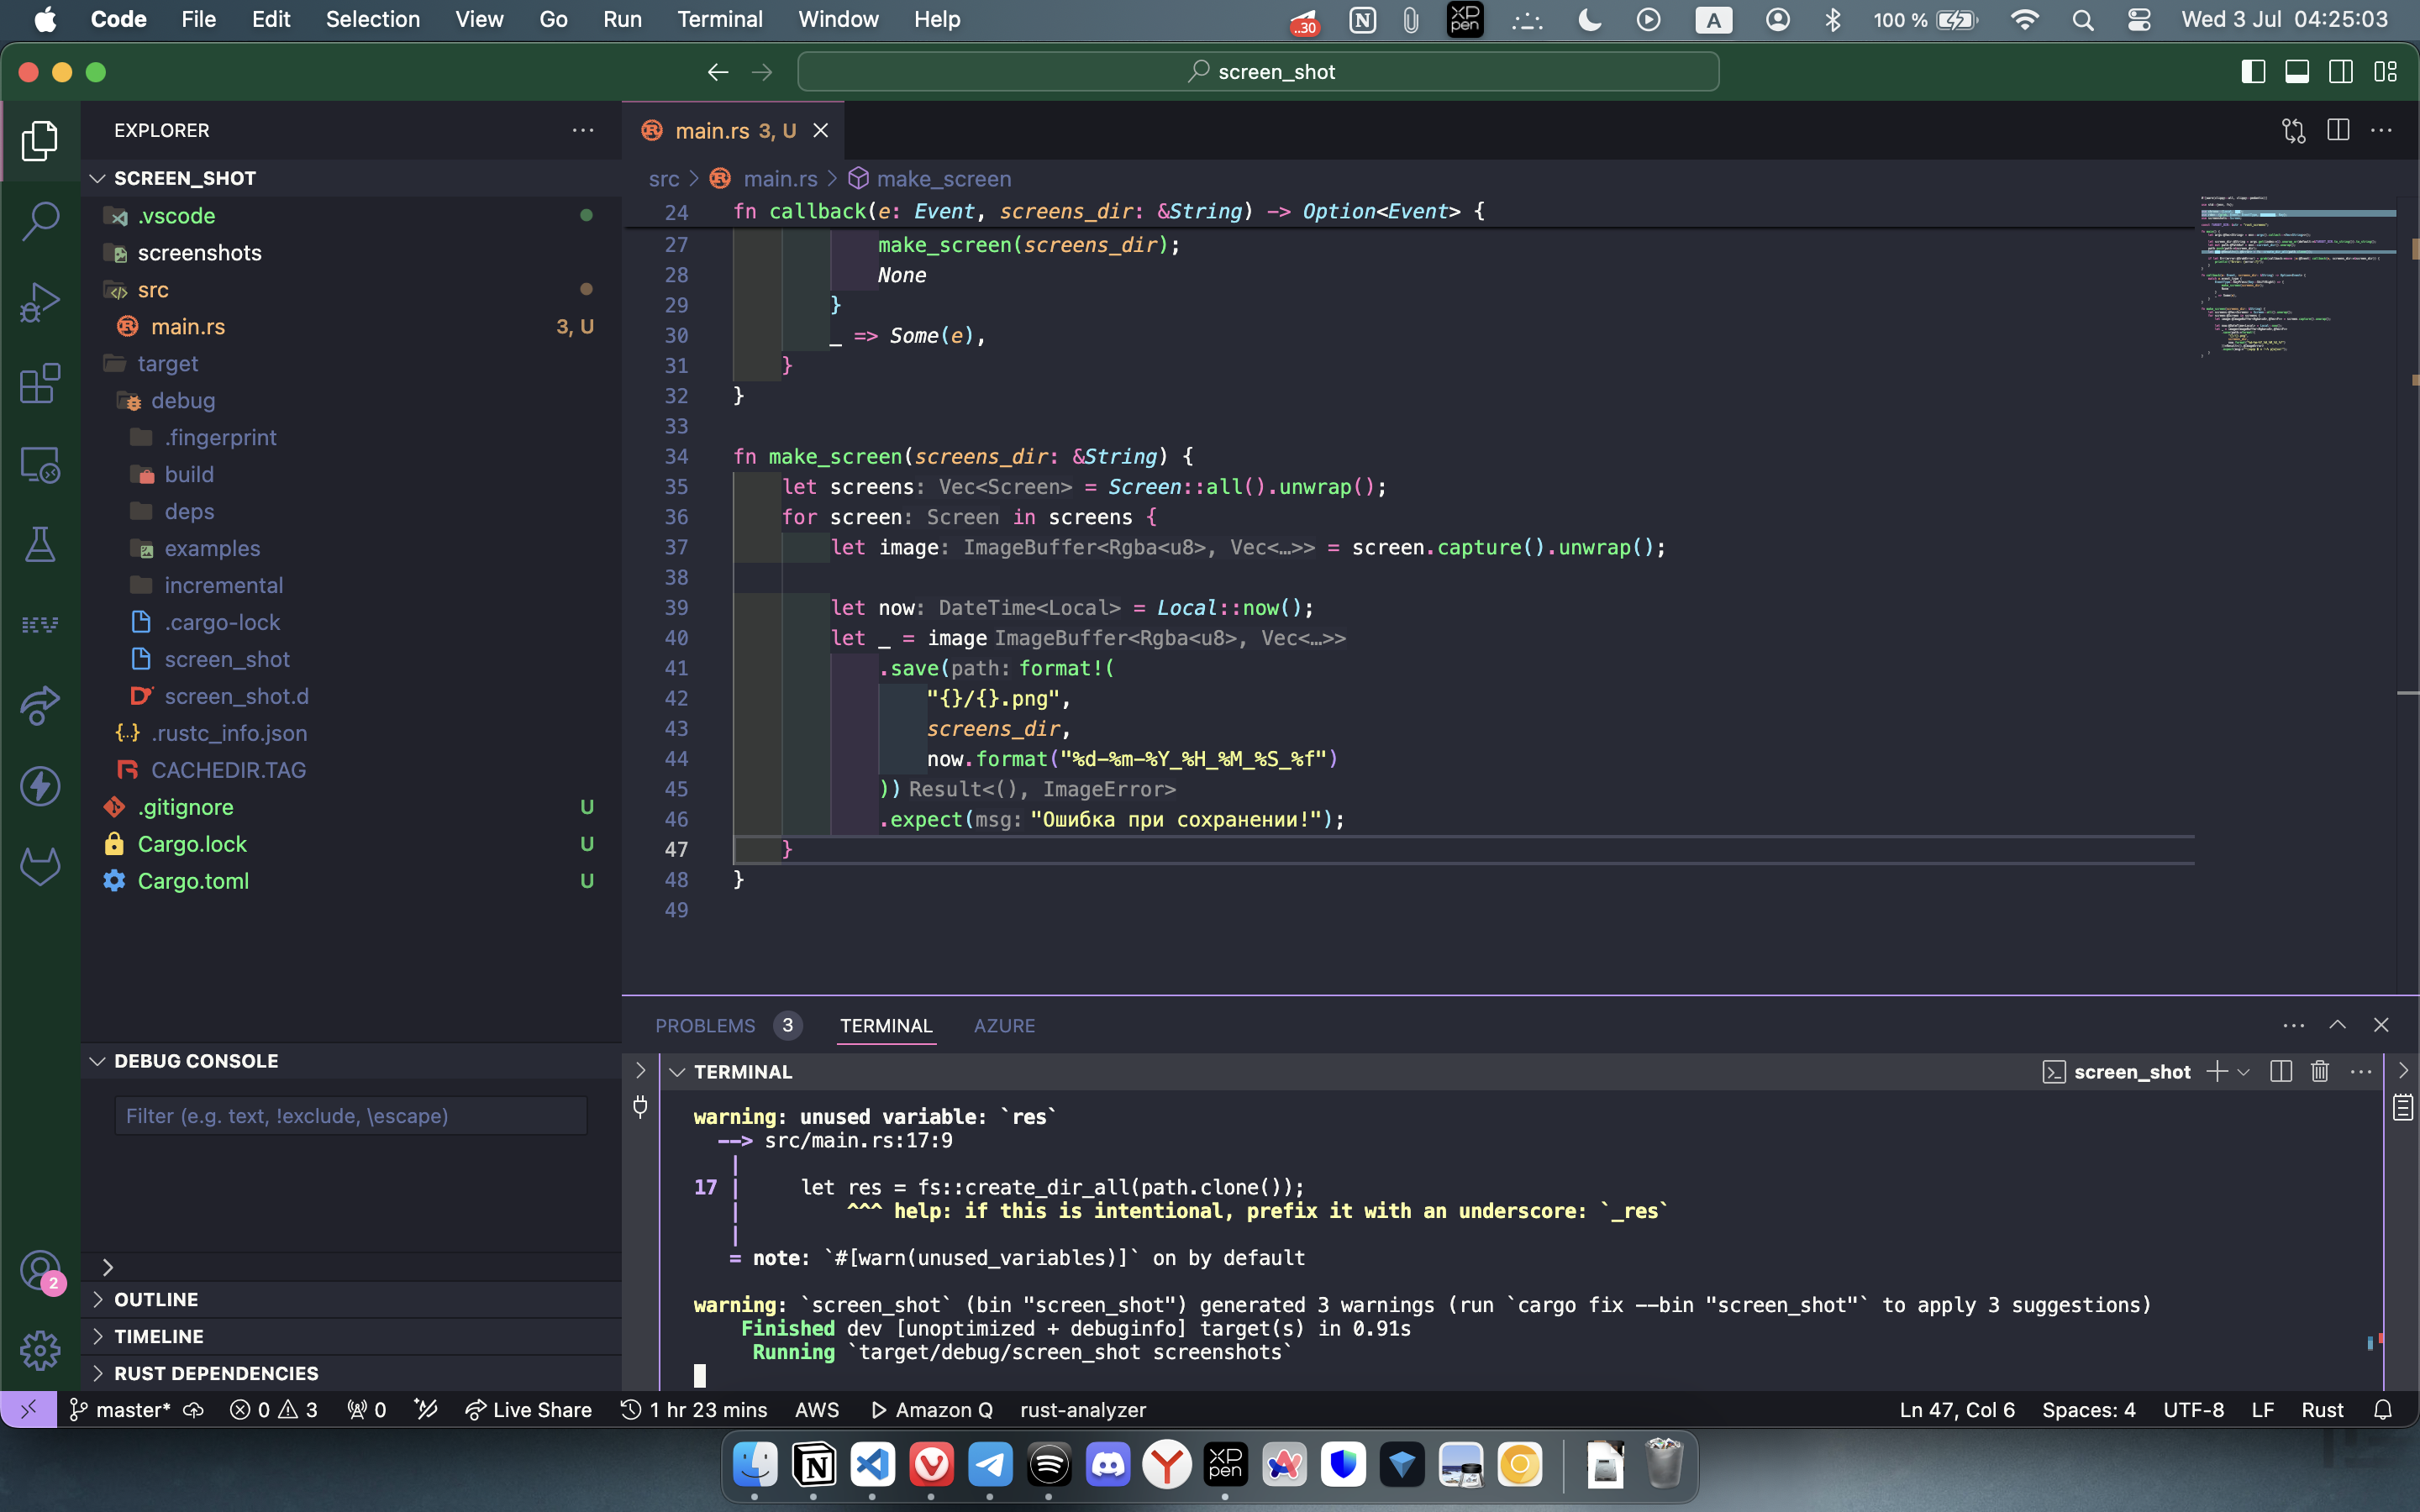 Code File Edit Selection View Go Run Terminal Window Help
..30 N XP pen A 100 % Wed 3 Jul 04:25:03
screen_shot
EXPLORER
SCREEN_SHOT
.vscode
screenshots
src
main.rs 3, U
target
debug
.fingerprint
build
deps
examples
incremental
.cargo-lock
screen_shot
screen_shot.d
.rustc_info.json
CACHEDIR.TAG
.gitignore U
Cargo.lock U
Cargo.toml U
DEBUG CONSOLE
Filter (e.g. text, !exclude, \escape)
OUTLINE
TIMELINE
RUST DEPENDENCIES
2
main.rs 3, U
src > main.rs > make_screen
24 fn callback(e: Event, screens_dir: &String) -> Option<Event> {
27 make_screen(screens_dir);
28 None
29 }
30 _ => Some(e),
31 }
32 }
33
34 fn make_screen(screens_dir: &String) {
35 let screens: Vec<Screen> = Screen::all().unwrap();
36 for screen: Screen in screens {
37 let image: ImageBuffer<Rgba<u8>, Vec<…>> = screen.capture().unwrap();
38
39 let now: DateTime<Local> = Local::now();
40 let _ = image ImageBuffer<Rgba<u8>, Vec<…>>
41 .save(path: format!(
42 "{}/{}.png",
43 screens_dir,
44 now.format("%d-%m-%Y_%H_%M_%S_%f")
45 )) Result<(), ImageError>
46 .expect(msg: "Ошибка при сохранении!");
47 }
48 }
49
PROBLEMS 3 TERMINAL AZURE
TERMINAL
screen_shot
warning: unused variable: `res`
--> src/main.rs:17:9
|
17 | let res = fs::create_dir_all(path.clone());
| ^^^ help: if this is intentional, prefix it with an underscore: `_res`
|
= note: `#[warn(unused_variables)]` on by default
warning: `screen_shot` (bin "screen_shot") generated 3 warnings (run `cargo fix --bin "screen_shot"` to apply 3 suggestions)
Finished dev [unoptimized + debuginfo] target(s) in 0.91s
Running `target/debug/screen_shot screenshots`
master* 0 3 0 Live Share 1 hr 23 mins AWS Amazon Q rust-analyzer Ln 47, Col 6 Spaces: 4 UTF-8 LF Rust
XP pen